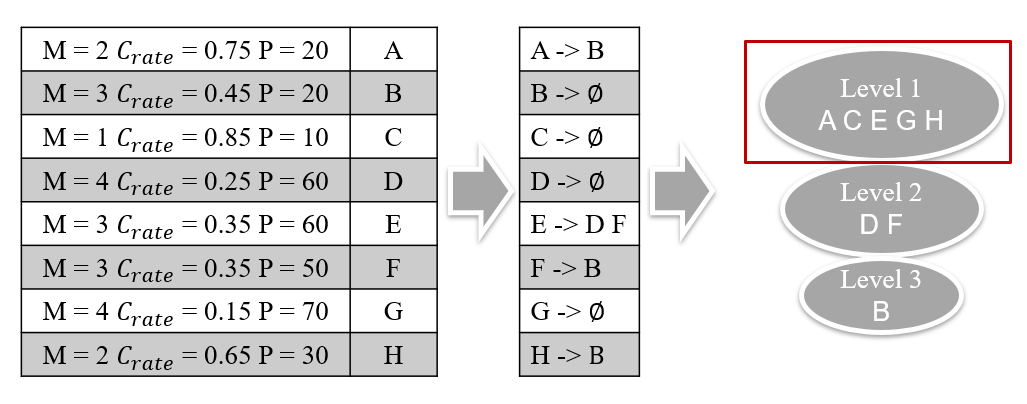 M = 2 C_rate = 0.75 P = 20 A
M = 3 C_rate = 0.45 P = 20 B
M = 1 C_rate = 0.85 P = 10 C
M = 4 C_rate = 0.25 P = 60 D
M = 3 C_rate = 0.35 P = 60 E
M = 3 C_rate = 0.35 P = 50 F
M = 4 C_rate = 0.15 P = 70 G
M = 2 C_rate = 0.65 P = 30 H
A -> B
B -> ∅
C -> ∅
D -> ∅
E -> D F
F -> B
G -> ∅
H -> B
Level 1
A C E G H
Level 2
D F
Level 3
B